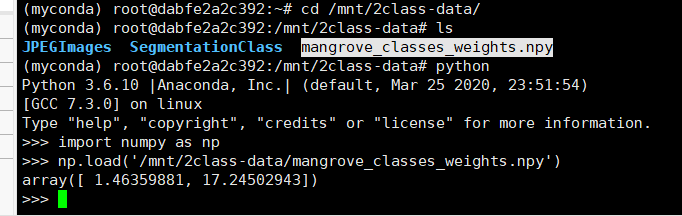 (myconda) root@dabfe2a2c392:~# cd /mnt/2class-data/
(myconda) root@dabfe2a2c392:/mnt/2class-data# ls
JPEGImages  SegmentationClass  mangrove_classes_weights.npy
(myconda) root@dabfe2a2c392:/mnt/2class-data# python
Python 3.6.10 |Anaconda, Inc.| (default, Mar 25 2020, 23:51:54)
[GCC 7.3.0] on linux
Type "help", "copyright", "credits" or "license" for more information.
>>> import numpy as np
>>> np.load('/mnt/2class-data/mangrove_classes_weights.npy')
array([ 1.46359881, 17.24502943])
>>>